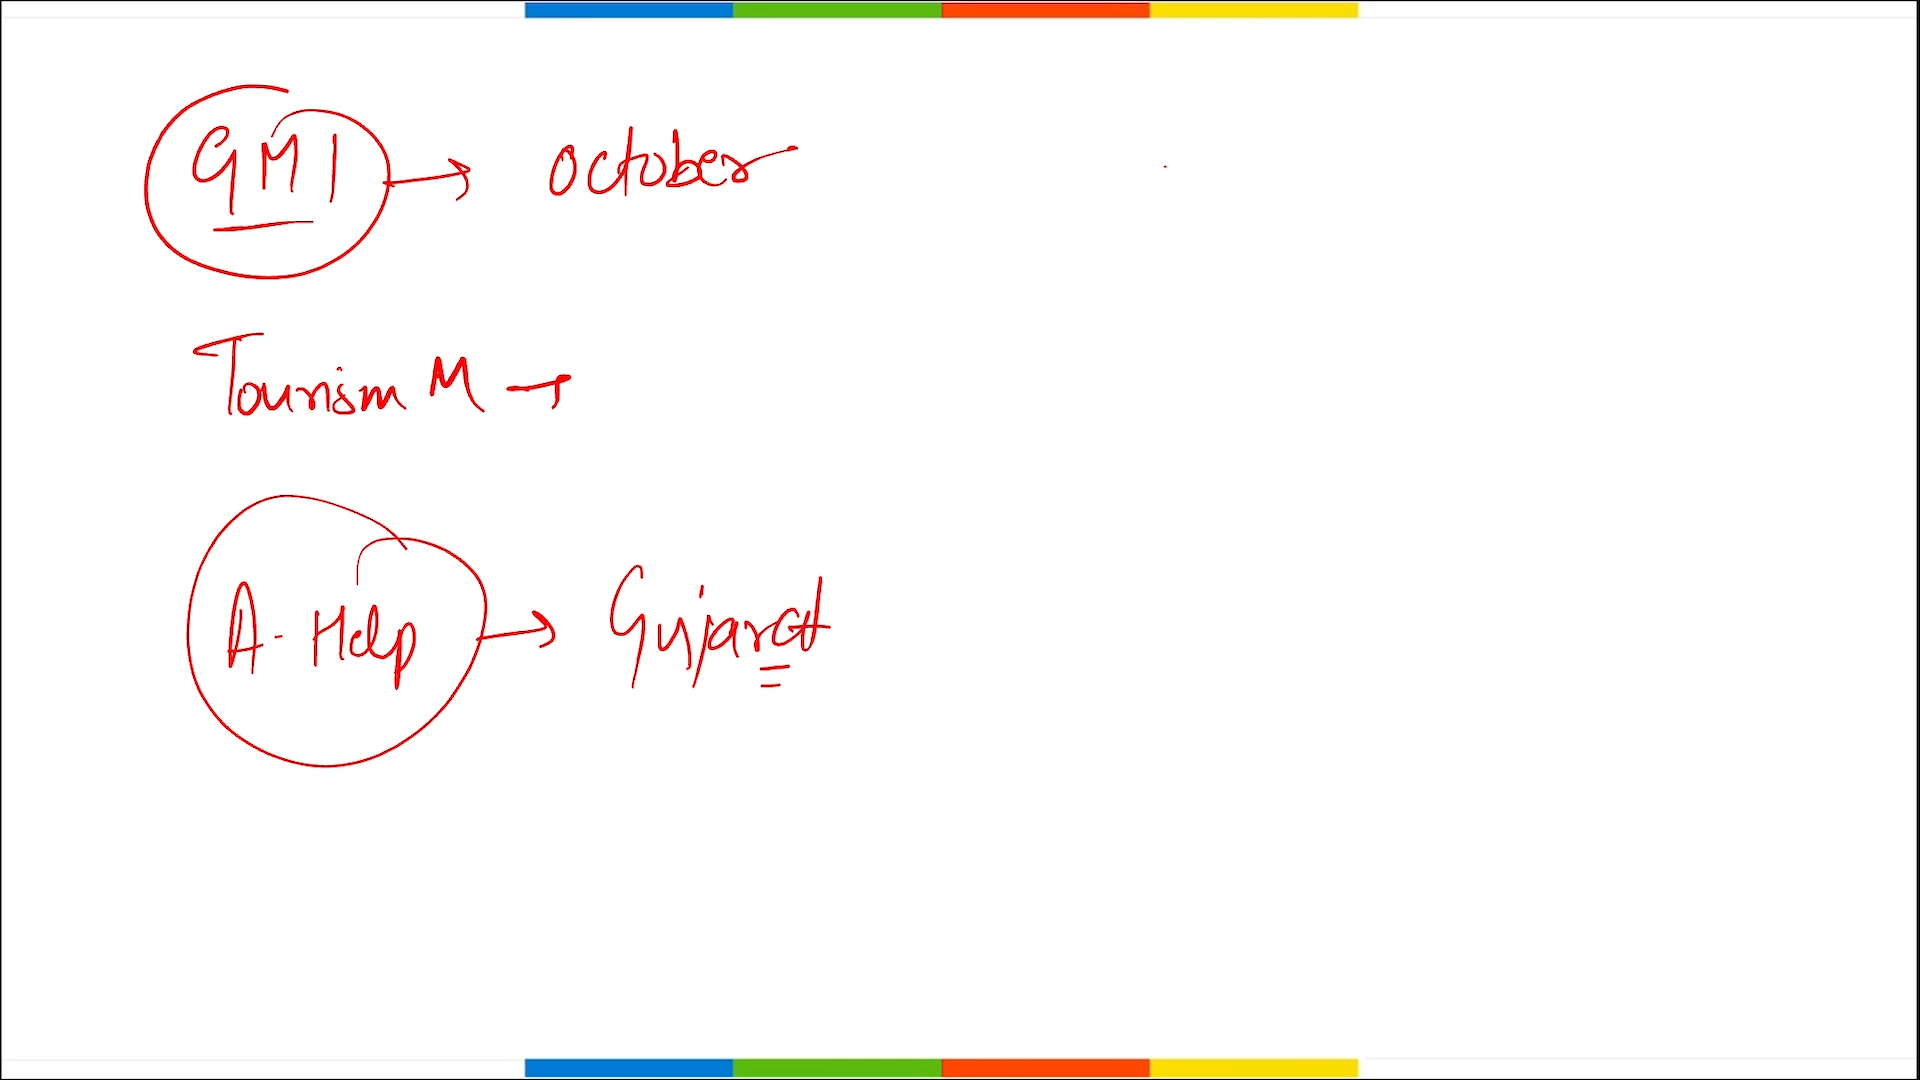 GMI → October
Tourism M →
A-Help → Gujarat